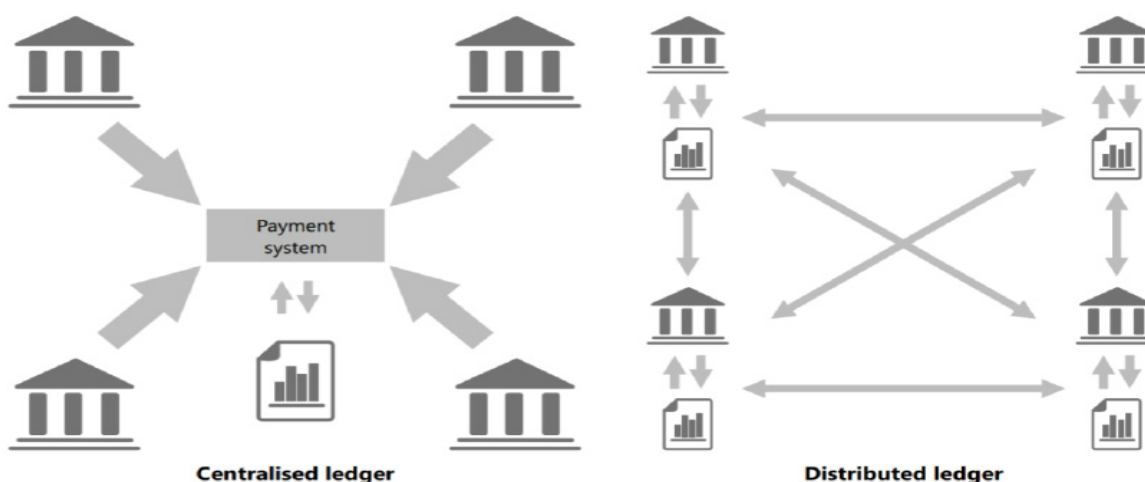 Payment
system
Centralised ledger
Distributed ledger